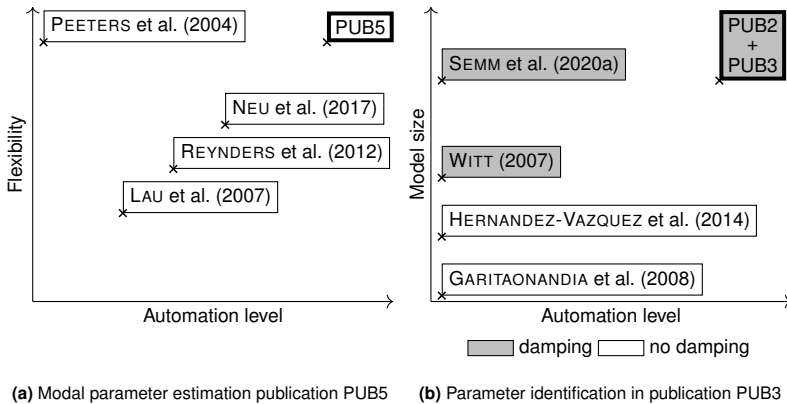 PEETERS et al. (2004)
PUB5
NEU et al. (2017)
REYNDERS et al. (2012)
LAU et al. (2007)
Flexibility
Automation level
PUB2
+
PUB3
SEMM et al. (2020a)
WITT (2007)
HERNANDEZ-VAZQUEZ et al. (2014)
GARITAONANDIA et al. (2008)
Model size
Automation level
damping no damping
(a) Modal parameter estimation publication PUB5
(b) Parameter identification in publication PUB3